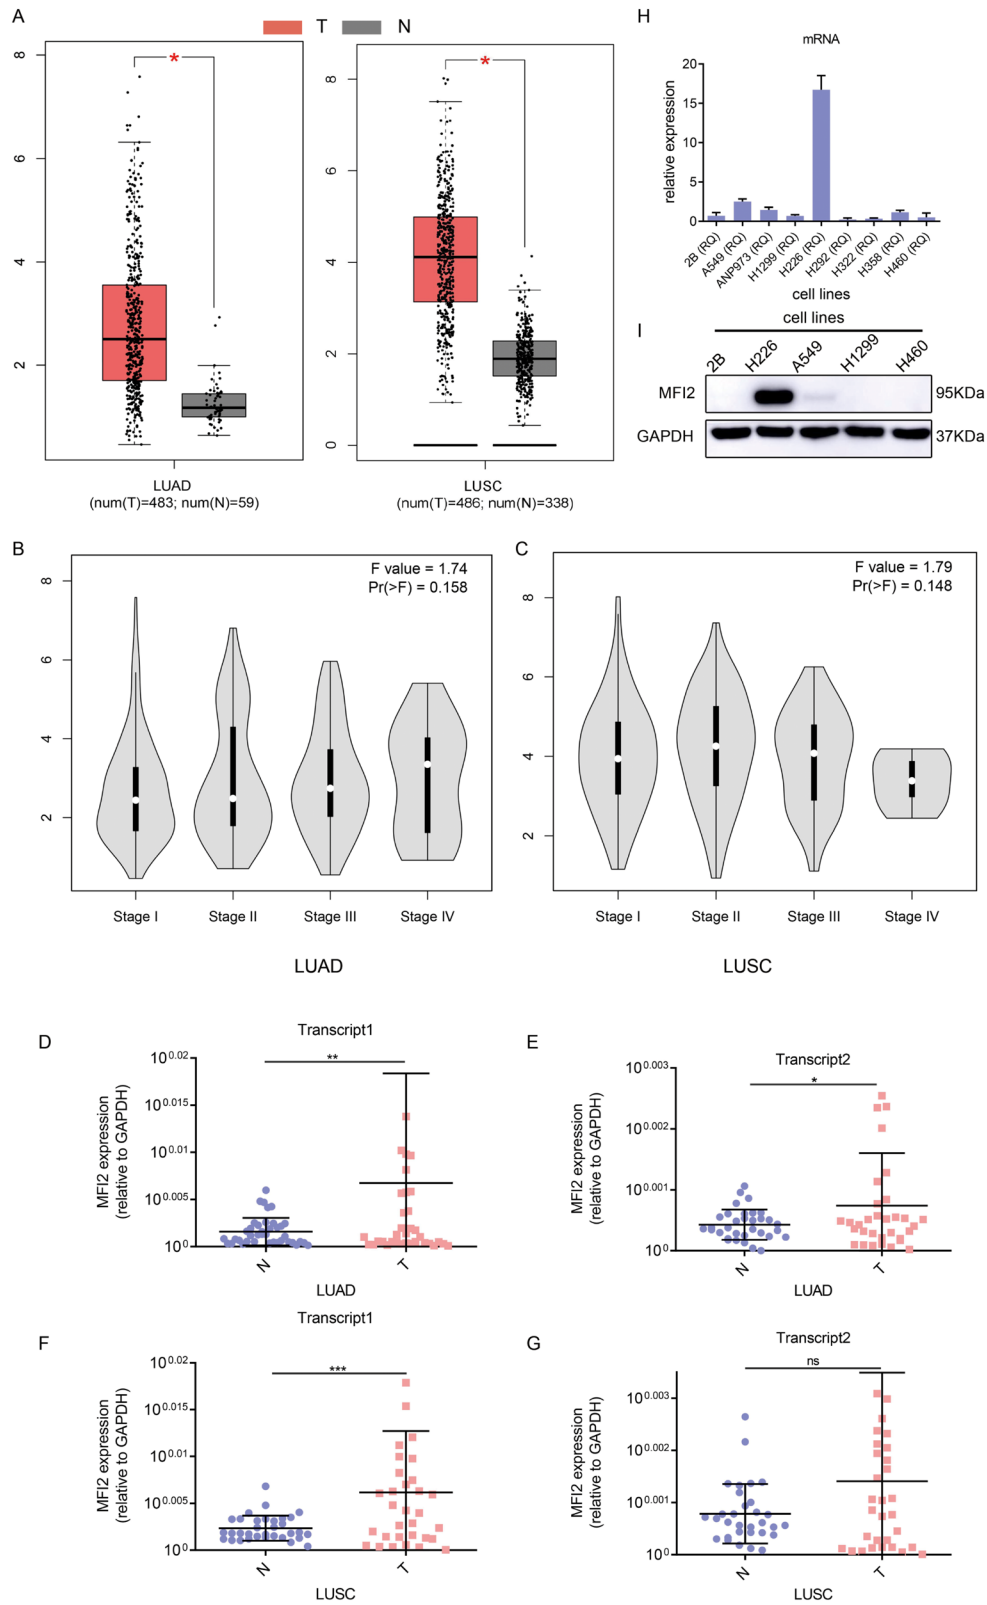 A
T N
8
6
4
2
*
LUAD
(num(T)=483; num(N)=59)
8
6
4
2
0
*
LUSC
(num(T)=486; num(N)=338)
H
mRNA
relative expression
20
15
10
5
0
2B (RQ)
A549 (RQ)
ANP973 (RQ)
H1299 (RQ)
H226 (RQ)
H292 (RQ)
H322 (RQ)
H358 (RQ)
H460 (RQ)
cell lines
I
cell lines
2B H226 A549 H1299 H460
MFI2 95KDa
GAPDH 37KDa
B
F value = 1.74
Pr(>F) = 0.158
8
6
4
2
Stage I Stage II Stage III Stage IV
LUAD
C
F value = 1.79
Pr(>F) = 0.148
8
6
4
2
Stage I Stage II Stage III Stage IV
LUSC
D
Transcript1
MFI2 expression
(relative to GAPDH)
10^0.02
10^0.015
10^0.01
10^0.005
10^0
**
N T
LUAD
E
Transcript2
MFI2 expression
(relative to GAPDH)
10^0.003
10^0.002
10^0.001
10^0
*
N T
LUAD
F
Transcript1
MFI2 expression
(relative to GAPDH)
10^0.02
10^0.015
10^0.01
10^0.005
10^0
***
N T
LUSC
G
Transcript2
MFI2 expression
(relative to GAPDH)
10^0.003
10^0.002
10^0.001
10^0
ns
N T
LUSC